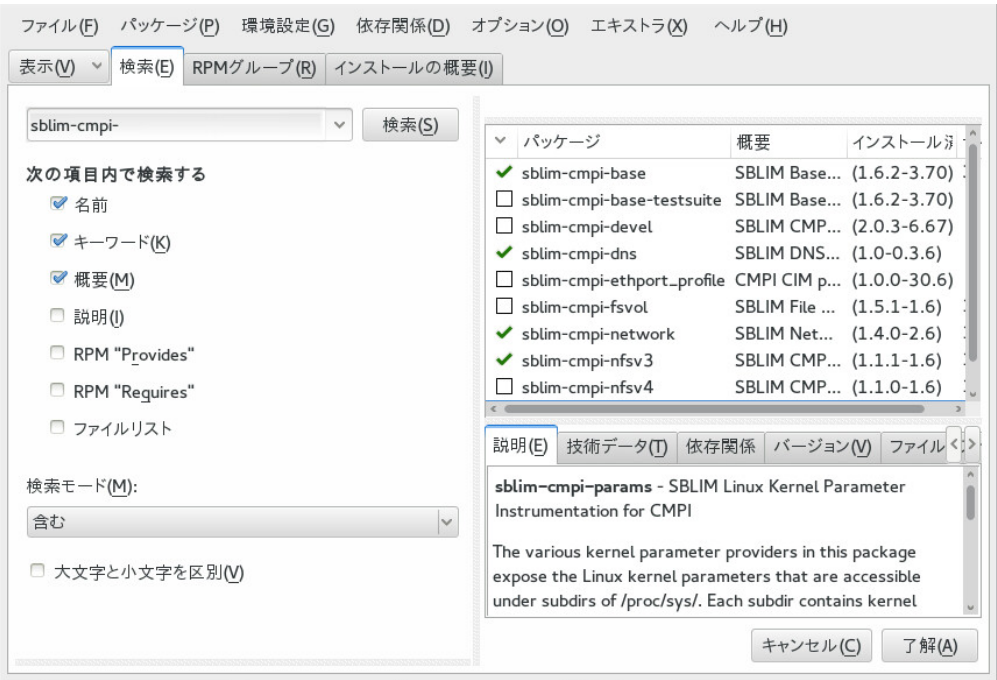 ファイル(F) パッケージ(P) 環境設定(G) 依存関係(D) オプション(O) エキストラ(X) ヘルプ(H)
表示(V) 検索(E) RPMグループ(R) インストールの概要(I)
sblim-cmpi- 検索(S)
次の項目内で検索する
名前
キーワード(K)
概要(M)
説明(I)
RPM "Provides"
RPM "Requires"
ファイルリスト
検索モード(M):
含む
大文字と小文字を区別(V)
パッケージ 概要 インストール済
sblim-cmpi-base SBLIM Base... (1.6.2-3.70)
sblim-cmpi-base-testsuite SBLIM Base... (1.6.2-3.70)
sblim-cmpi-devel SBLIM CMP... (2.0.3-6.67)
sblim-cmpi-dns SBLIM DNS... (1.0-0.3.6)
sblim-cmpi-ethport_profile CMPI CIM p... (1.0.0-30.6)
sblim-cmpi-fsvol SBLIM File ... (1.5.1-1.6)
sblim-cmpi-network SBLIM Net... (1.4.0-2.6)
sblim-cmpi-nfsv3 SBLIM CMP... (1.1.1-1.6)
sblim-cmpi-nfsv4 SBLIM CMP... (1.1.0-1.6)
説明(E) 技術データ(T) 依存関係 バージョン(V) ファイル
sblim-cmpi-params - SBLIM Linux Kernel Parameter
Instrumentation for CMPI
The various kernel parameter providers in this package
expose the Linux kernel parameters that are accessible
under subdirs of /proc/sys/. Each subdir contains kernel
キャンセル(C) 了解(A)